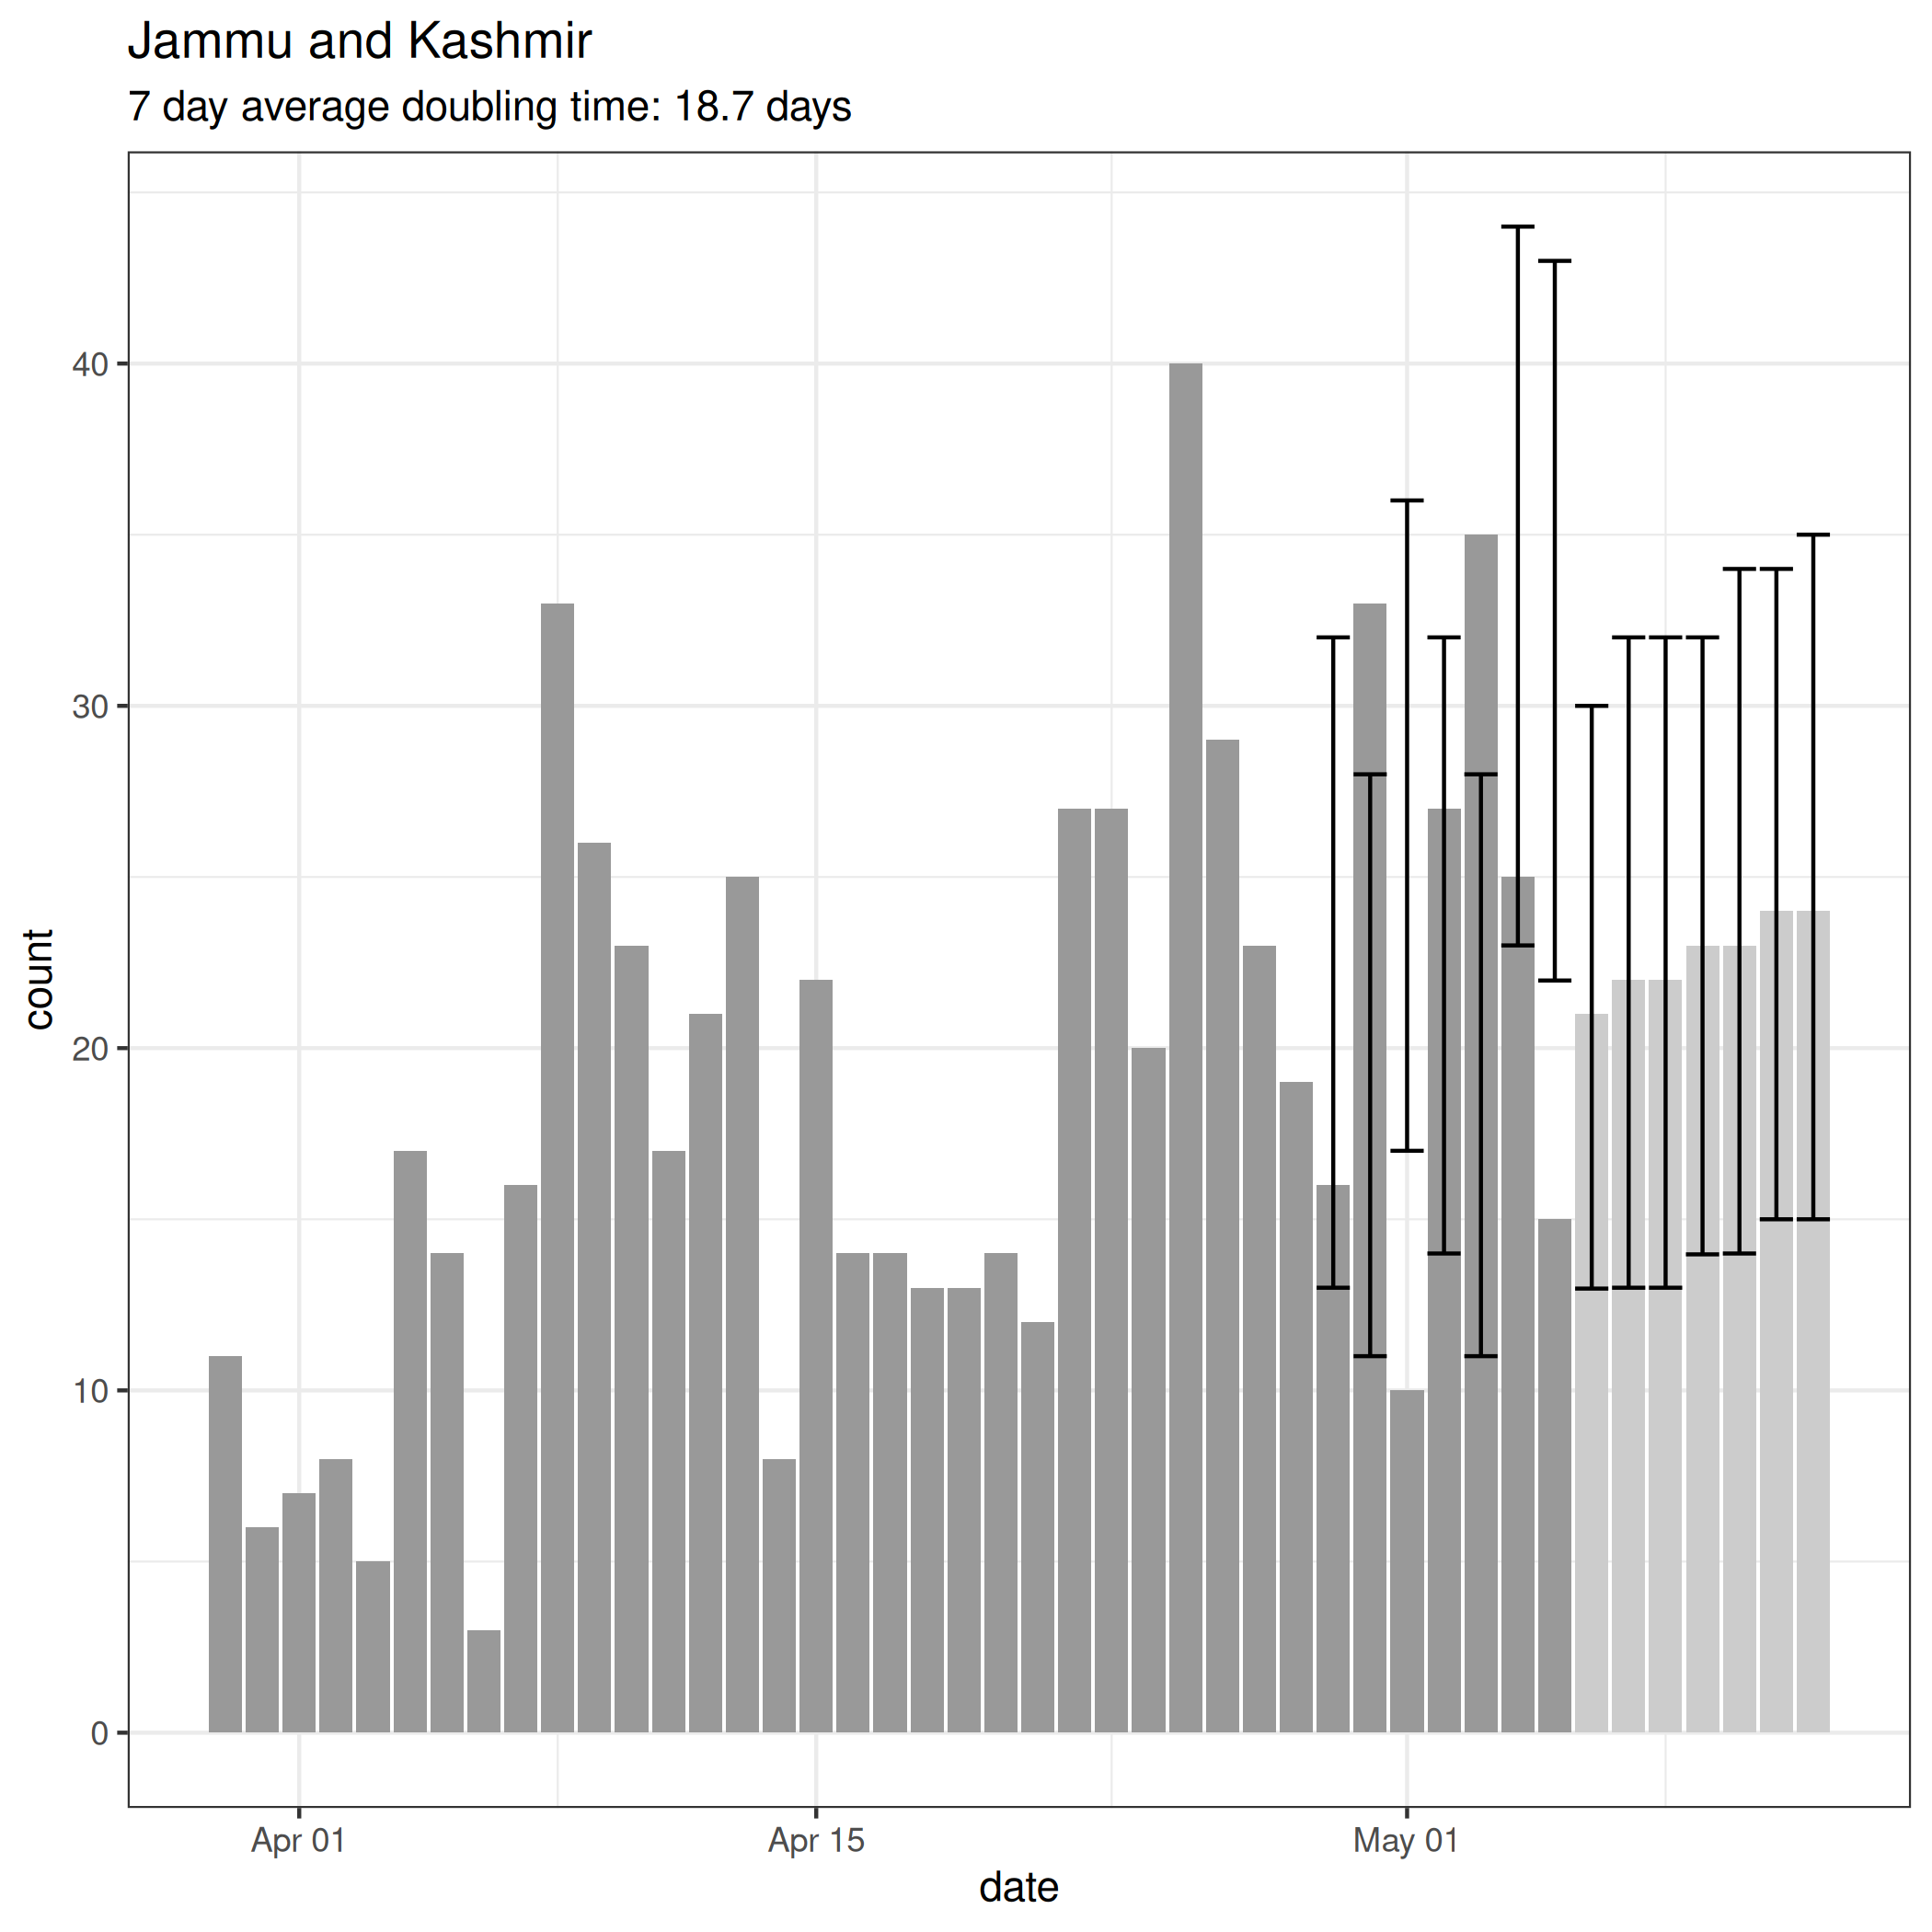 Jammu and Kashmir
7 day average doubling time: 18.7 days
count
40
30
20
10
0
Apr 01
Apr 15
May 01
date